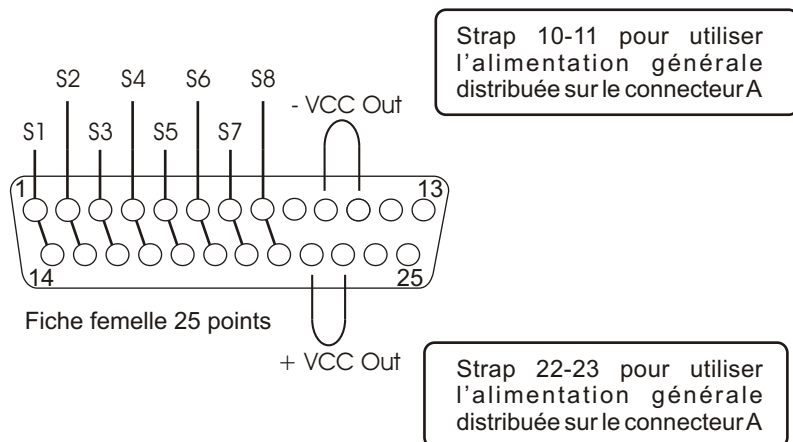 Strap 10-11 pour utiliser
l'alimentation générale
distribuée sur le connecteur A
S2 S4 S6 S8
- VCC Out
S1 S3 S5 S7
1 13
14 25
Fiche femelle 25 points
+ VCC Out
Strap 22-23 pour utiliser
l'alimentation générale
distribuée sur le connecteur A